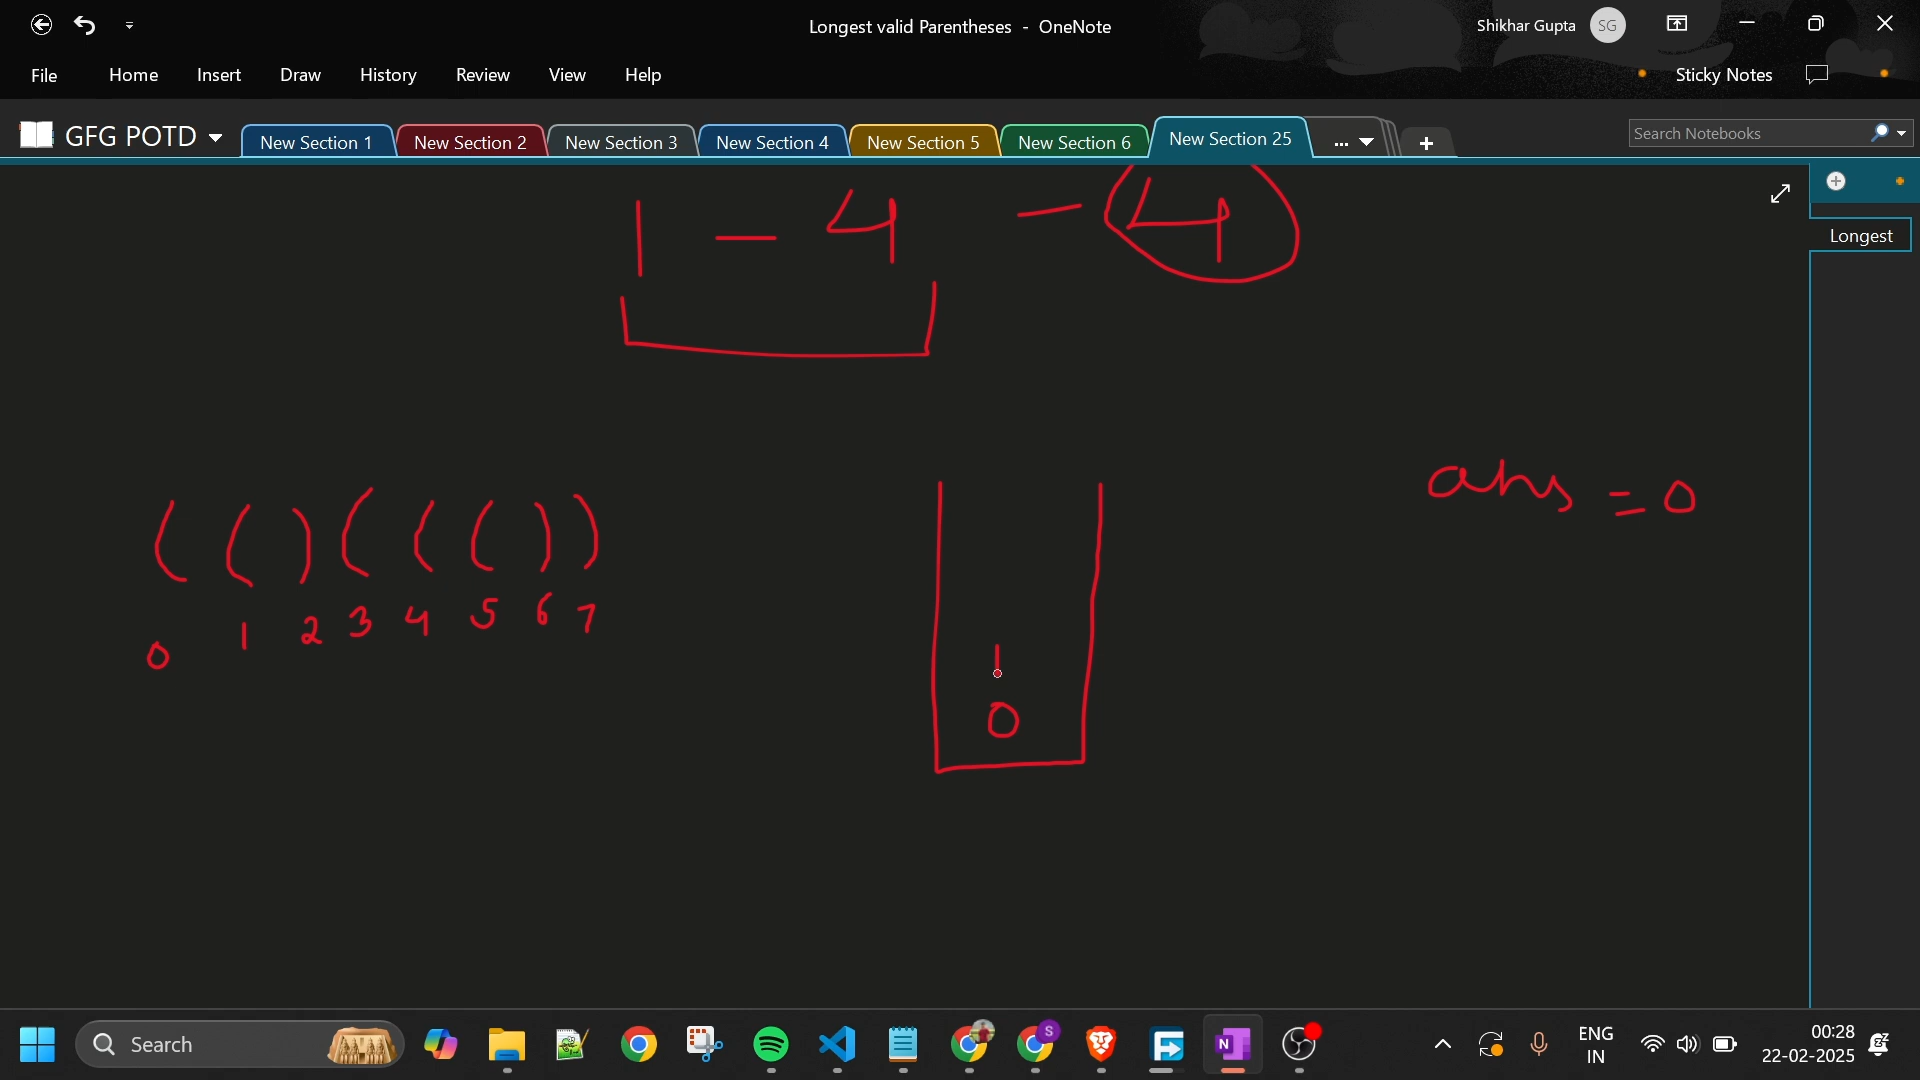 Longest valid Parentheses - OneNote
Shikhar Gupta SG
File Home Insert Draw History Review View Help
Sticky Notes
GFG POTD
New Section 1 New Section 2 New Section 3 New Section 4 New Section 5 New Section 6 New Section 25 ... +
Search Notebooks
Longest
1 - 4 - 4
( ( ) ( ( ( ) )
0 1 2 3 4 5 6 7
1
0
ans = 0
Search
S
N
ENG
IN
00:28
22-02-2025